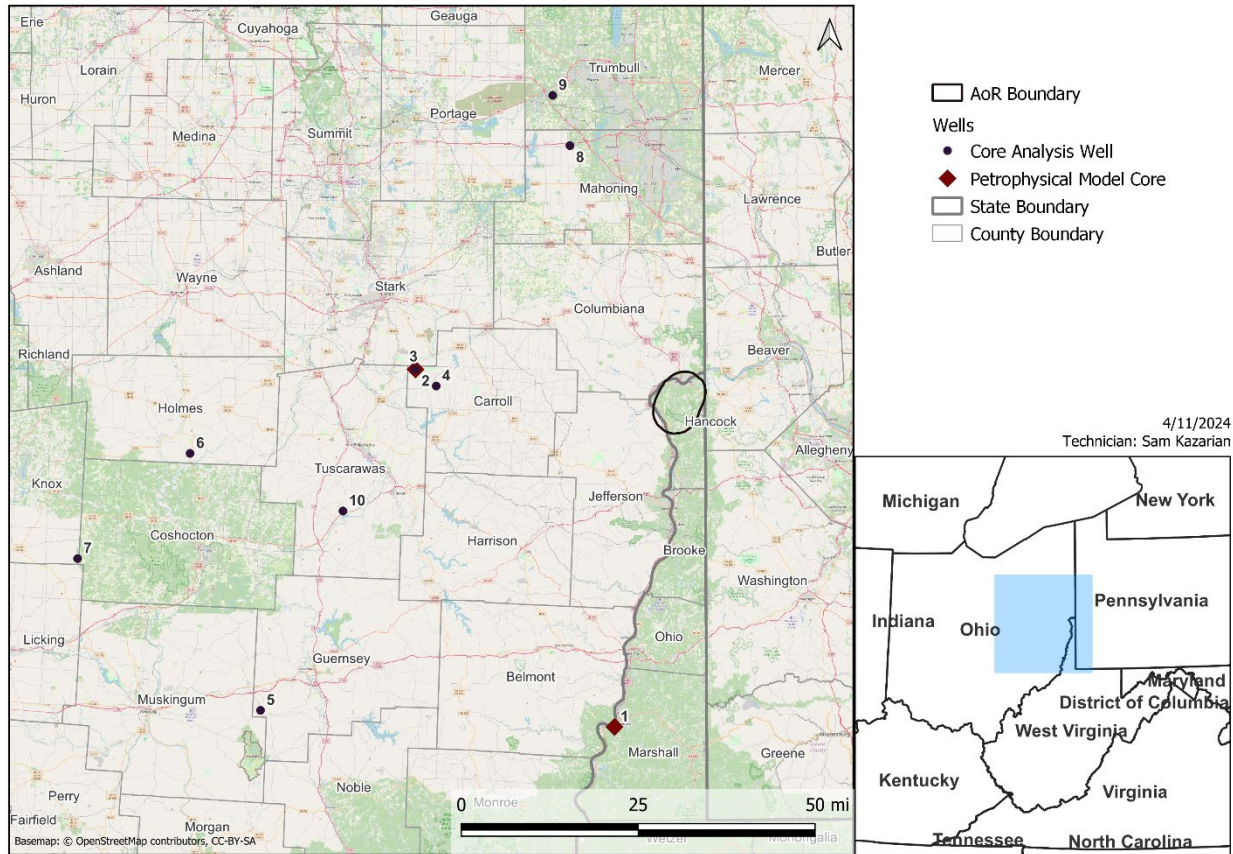 Erie
Cuyahoga
Geauga
Lorain
Trumbull
Mercer
Huron
9
Portage
Medina
Summit
8
Mahoning
Lawrence
Butler
Ashland
Wayne
Stark
Columbiana
Richland
Beaver
3
2
4
Carroll
Holmes
Hancock
6
Allegheny
Knox
Tuscarawas
10
Jefferson
Coshocton
Harrison
7
Brooke
Washington
Licking
Ohio
Guernsey
Belmont
Muskingum
5
1
Marshall
Greene
Noble
Perry
Monroe
Fairfield
Morgan
Wetzel
Monongalia
0 25 50 mi
Basemap: © OpenStreetMap contributors, CC-BY-SA
AoR Boundary
Wells
Core Analysis Well
Petrophysical Model Core
State Boundary
County Boundary
4/11/2024
Technician: Sam Kazarian
Michigan
New York
Pennsylvania
Indiana
Ohio
Maryland
District of Columbia
West Virginia
Kentucky
Virginia
Tennessee
North Carolina